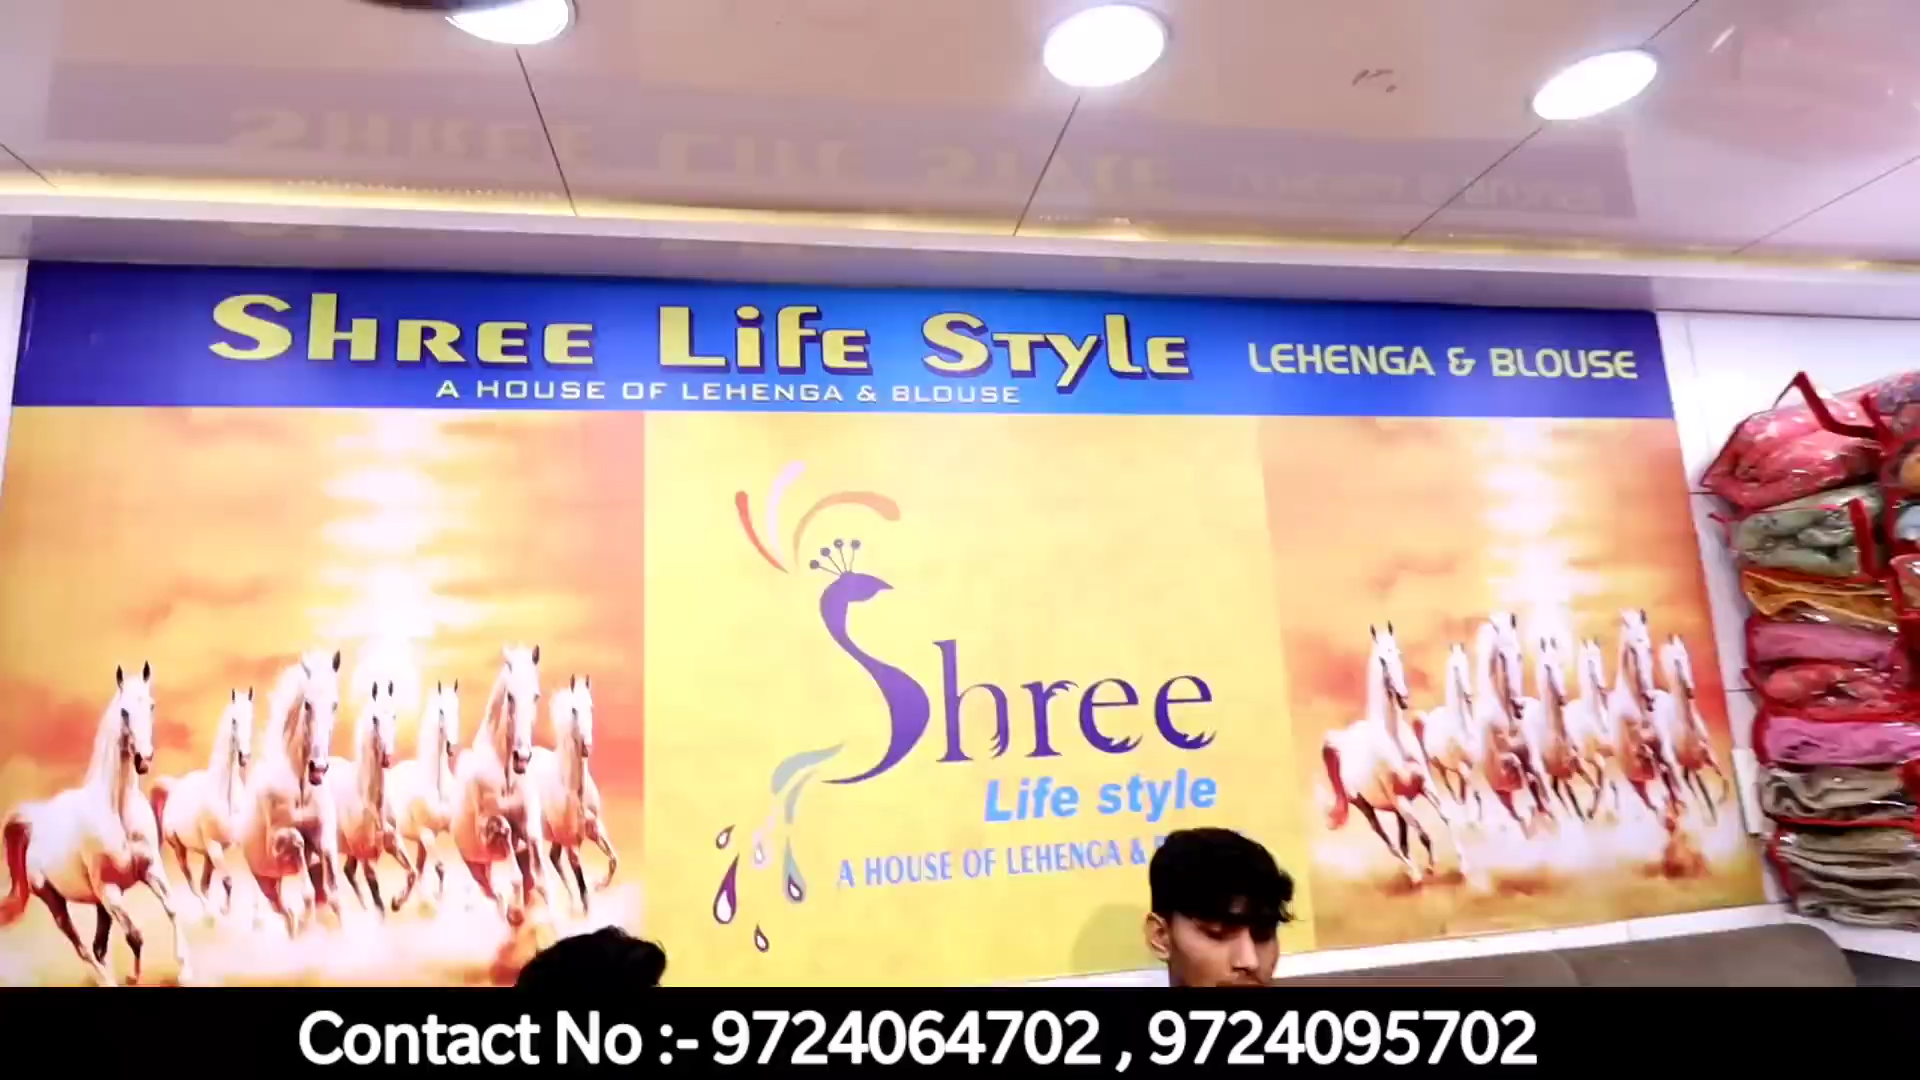 Shree Life Style LEHENGA & BLOUSE
A HOUSE OF LEHENGA & BLOUSE
Shree
Life style
A HOUSE OF LEHENGA &
Contact No :- 9724064702 , 9724095702